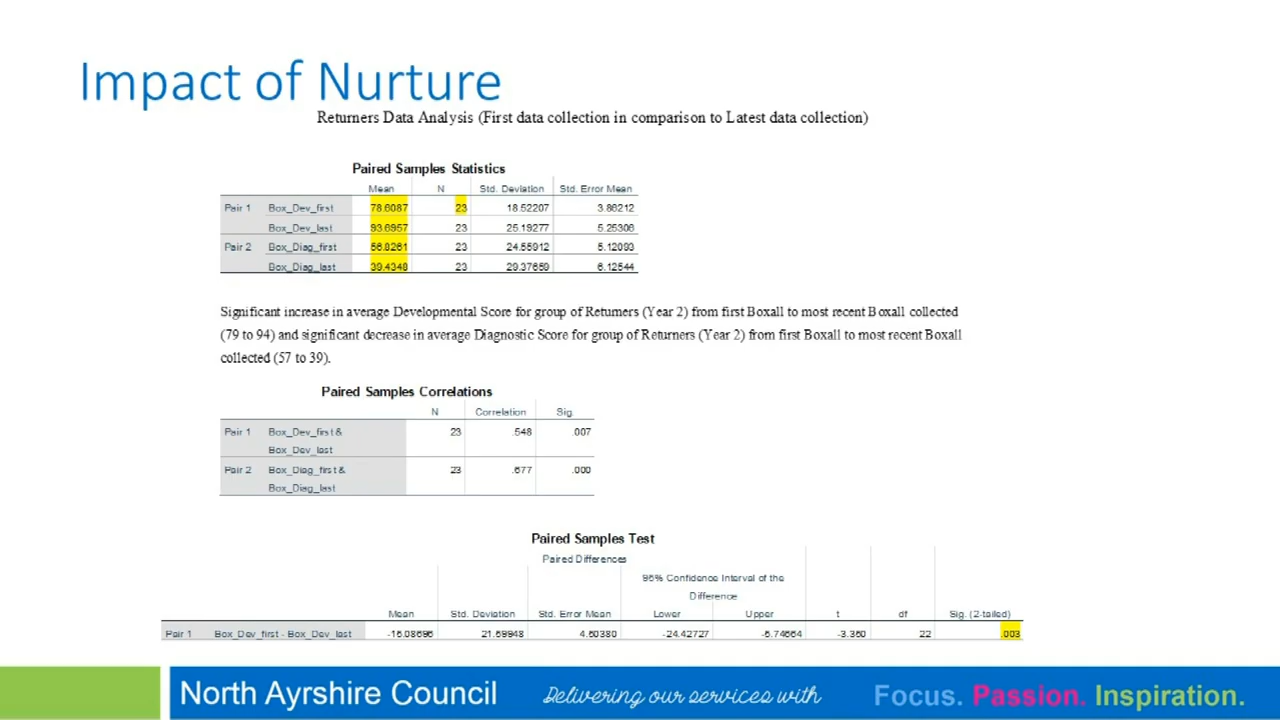 Impact of Nurture
Returners Data Analysis (First data collection in comparison to Latest data collection)
Paired Samples Statistics
Mean N Std. Deviation Std. Error Mean
Pair 1 Box_Dev_first 78.6087 23 18.52207 3.86212
Box_Dev_last 93.6957 23 25.19277 5.25306
Pair 2 Box_Diag_first 56.8261 23 24.55912 5.12093
Box_Diag_last 39.4348 23 29.37659 6.12544
Significant increase in average Developmental Score for group of Returners (Year 2) from first Boxall to most recent Boxall collected
(79 to 94) and significant decrease in average Diagnostic Score for group of Returners (Year 2) from first Boxall to most recent Boxall
collected (57 to 39).
Paired Samples Correlations
N Correlation Sig.
Pair 1 Box_Dev_first & 23 .548 .007
Box_Dev_last
Pair 2 Box_Diag_first & 23 .677 .000
Box_Diag_last
Paired Samples Test
Paired Differences
95% Confidence Interval of the
Difference
Mean Std. Deviation Std. Error Mean Lower Upper t df Sig. (2-tailed)
Pair 1 Box_Dev_first - Box_Dev_last 4.50380 -24.42727 -5.74664 22 .003
North Ayrshire Council Delivering our services with Focus. Passion. Inspiration.